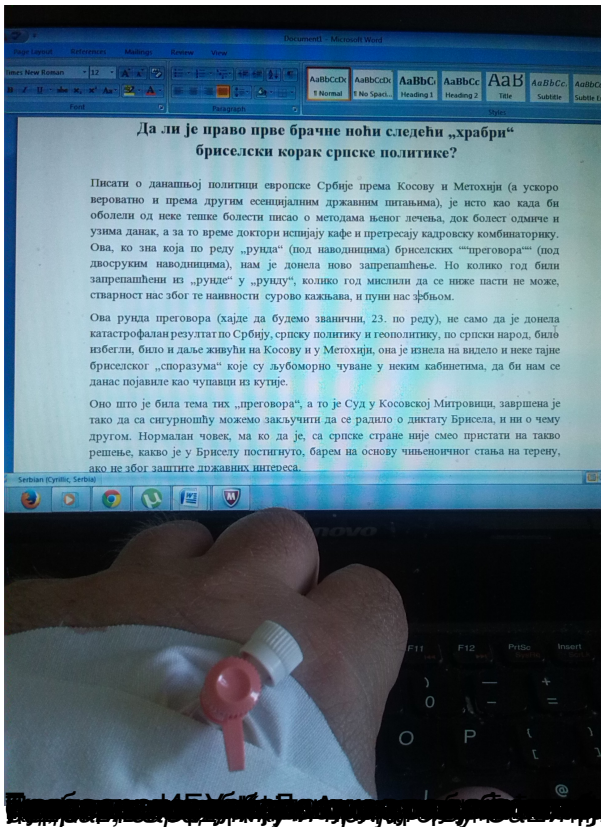 Document1 - Microsoft Word
Page Layout References Mailings Review View
Times New Roman 12
AaBbCcDc AaBbCcDc AaBbC AaBbCc AaB AaBbCc. AaBbCc
¶ Normal ¶ No Spaci... Heading 1 Heading 2 Title Subtitle Subtle E
Font Paragraph Styles
Да ли је право прве брачне ноћи следећи „храбри“
бриселски корак српске политике?
Писати о данашњој политици европске Србије према Косову и Метохији (а ускоро
вероватно и према другим есенцијалним државним питањима), је исто као када би
оболели од неке тешке болести писао о методама њеног лечења, док болест одмиче и
узима данак, а за то време доктори испијају кафе и претресају кадровску комбинаторику.
Ова, ко зна која по реду „рунда“ (под наводницима) бриселских ““преговора““ (под
двоструким наводницима), нам је донела ново запрепашћење. Но колико год били
запрепашћени из „рунде“ у „рунду“, колико год мислили да се ниже пасти не може,
стварност нас због те наивности сурово кажњава, и пуни нас зебњом.
Ова рунда преговора (хајде да будемо званични, 23. по реду), не само да је донела
катастрофалан резултат по Србију, српску политику и геополитику, по српски народ, било
избегли, било и даље живући на Косову и у Метохији, она је изнела на видело и неке тајне
бриселског „споразума“ које су љубоморно чуване у неким кабинетима, да би нам се
данас појавиле као чупавци из кутије.
Оно што је била тема тих „преговора“, а то је Суд у Косовској Митровици, завршена је
тако да са сигурношћу можемо закључити да се радило о диктату Брисела, и ни о чему
другом. Нормалан човек, ма ко да је, са српске стране није смео пристати на такво
решење, какво је у Бриселу постигнуто, барем на основу чињеничног стања на терену,
ако не због заштите државних интереса.
Serbian (Cyrillic, Serbia)
lenovo
F11 F12 PrtSc Insert
) 0 — - + =
O P { [ } ]
@